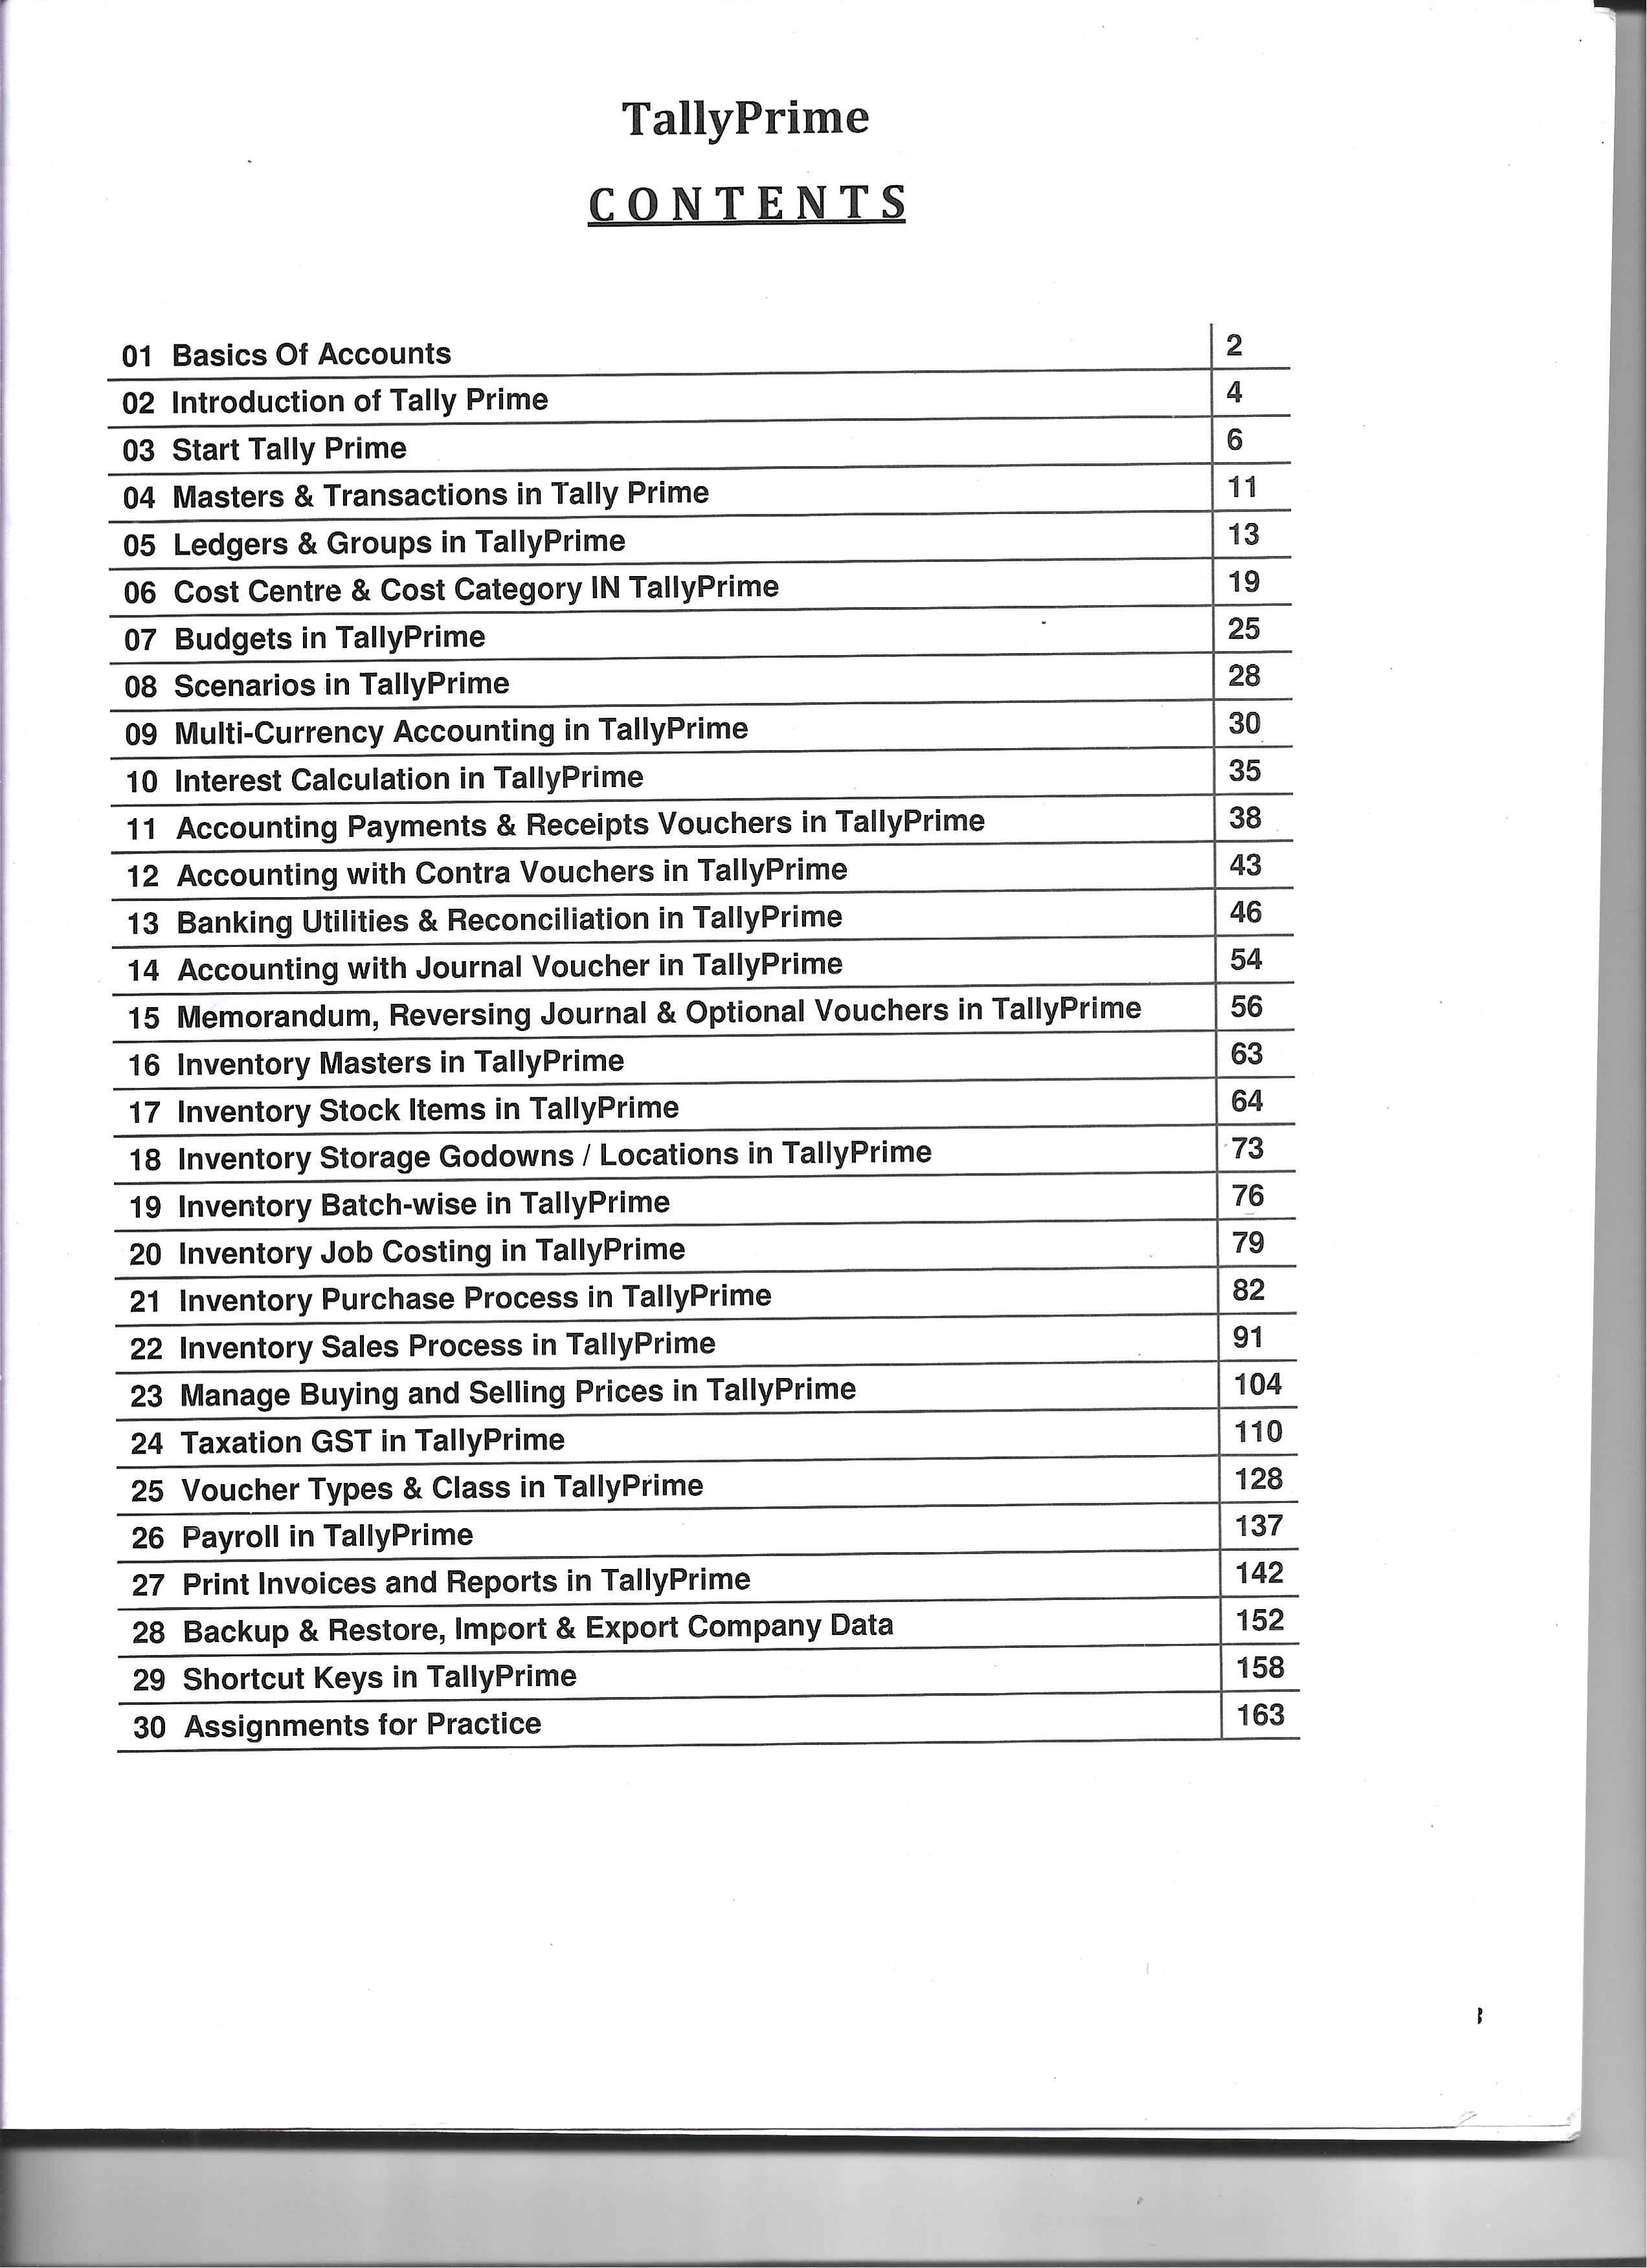 TallyPrime
CONTENTS
01 Basics Of Accounts 2
02 Introduction of Tally Prime 4
03 Start Tally Prime 6
04 Masters & Transactions in Tally Prime 11
05 Ledgers & Groups in TallyPrime 13
06 Cost Centre & Cost Category IN TallyPrime 19
07 Budgets in TallyPrime 25
08 Scenarios in TallyPrime 28
09 Multi-Currency Accounting in TallyPrime 30
10 Interest Calculation in TallyPrime 35
11 Accounting Payments & Receipts Vouchers in TallyPrime 38
12 Accounting with Contra Vouchers in TallyPrime 43
13 Banking Utilities & Reconciliation in TallyPrime 46
14 Accounting with Journal Voucher in TallyPrime 54
15 Memorandum, Reversing Journal & Optional Vouchers in TallyPrime 56
16 Inventory Masters in TallyPrime 63
17 Inventory Stock Items in TallyPrime 64
18 Inventory Storage Godowns / Locations in TallyPrime 73
19 Inventory Batch-wise in TallyPrime 76
20 Inventory Job Costing in TallyPrime 79
21 Inventory Purchase Process in TallyPrime 82
22 Inventory Sales Process in TallyPrime 91
23 Manage Buying and Selling Prices in TallyPrime 104
24 Taxation GST in TallyPrime 110
25 Voucher Types & Class in TallyPrime 128
26 Payroll in TallyPrime 137
27 Print Invoices and Reports in TallyPrime 142
28 Backup & Restore, Import & Export Company Data 152
29 Shortcut Keys in TallyPrime 158
30 Assignments for Practice 163